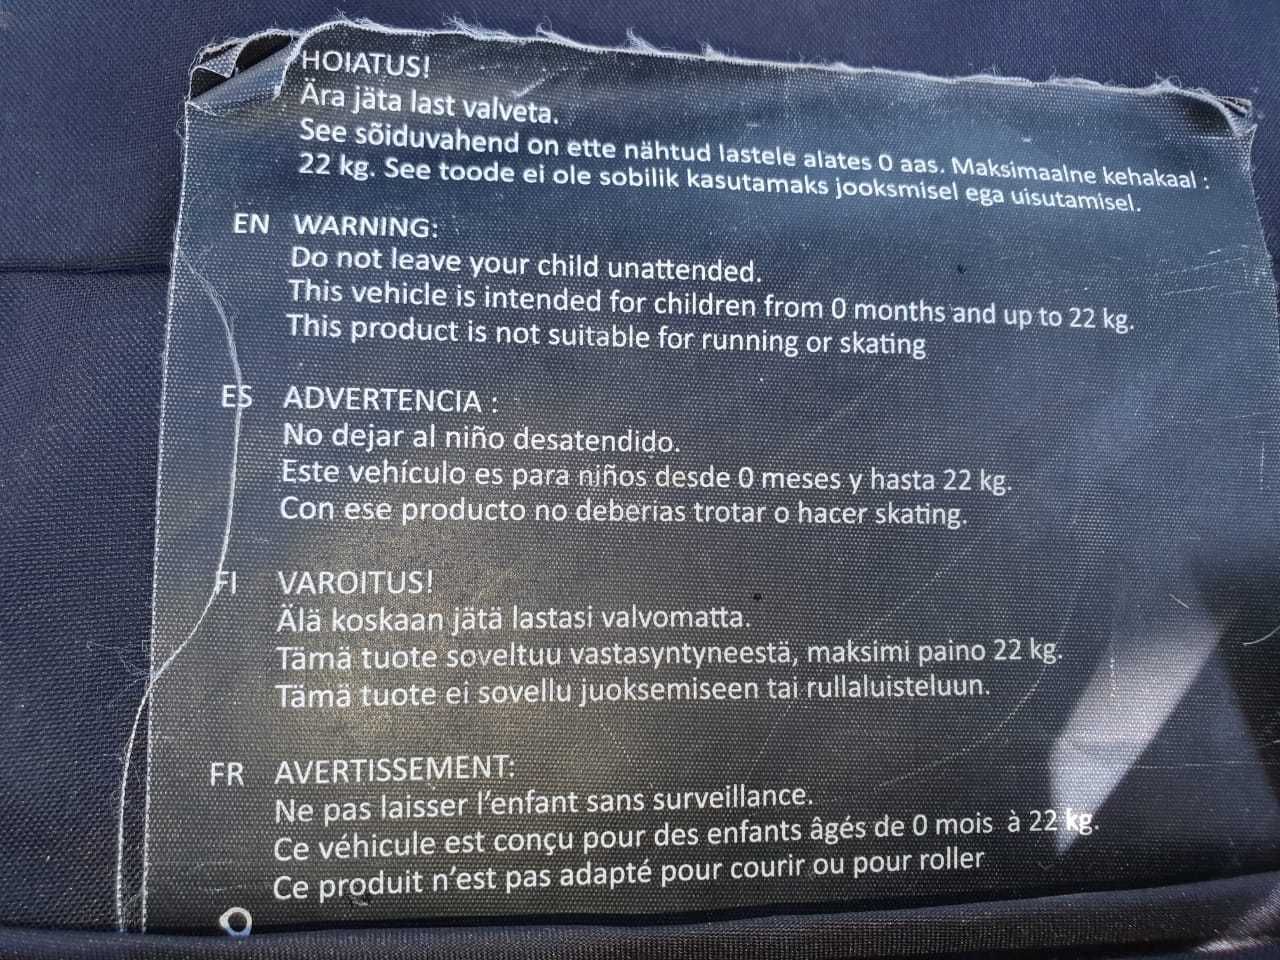 HOIATUS!
Ära jäta last valveta.
See sõiduvahend on ette nähtud lastele alates 0 aas. Maksimaalne kehakaal :
22 kg. See toode ei ole sobilik kasutamaks jooksmisel ega uisutamisel.
EN WARNING:
Do not leave your child unattended.
This vehicle is intended for children from 0 months and up to 22 kg.
This product is not suitable for running or skating
ES ADVERTENCIA :
No dejar al niño desatendido.
Este vehículo es para niños desde 0 meses y hasta 22 kg.
Con ese producto no deberias trotar o hacer skating.
FI VAROITUS!
Älä koskaan jätä lastasi valvomatta.
Tämä tuote soveltuu vastasyntyneestä, maksimi paino 22 kg.
Tämä tuote ei sovellu juoksemiseen tai rullaluisteluun.
FR AVERTISSEMENT:
Ne pas laisser l’enfant sans surveillance.
Ce véhicule est conçu pour des enfants âgés de 0 mois à 22 kg.
Ce produit n’est pas adapté pour courir ou pour roller